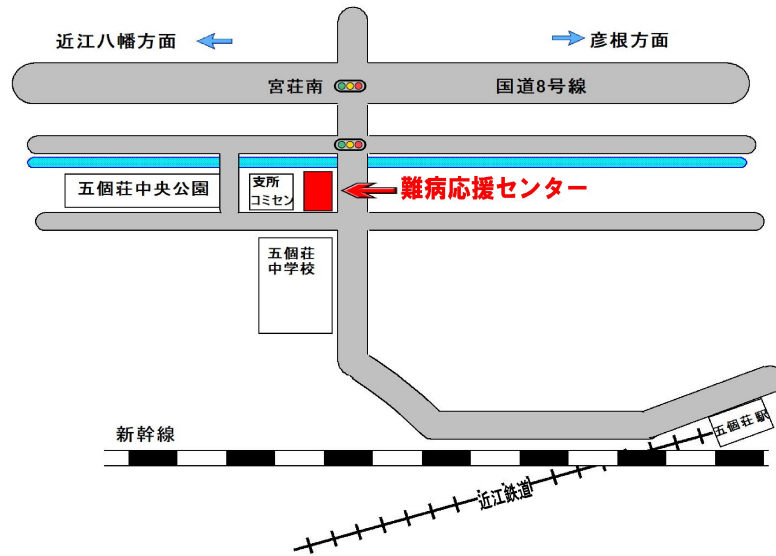 近江八幡方面
彦根方面
宮荘南
国道8号線
五個荘中央公園
支所
コミセン
難病応援センター
五個荘
中学校
新幹線
五個荘駅
近江鉄道